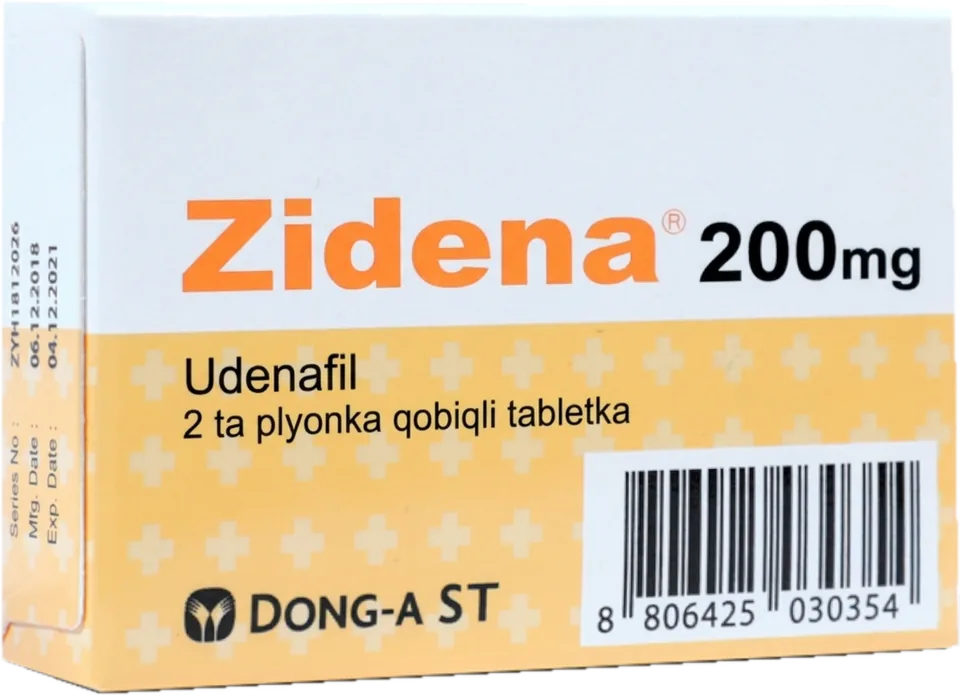 Zidena® 200mg
Udenafil
2 ta plyonka qobiqli tabletka
DONG-A ST
8 806425 030354
Series No : ZYH1812026
Mfg. Date : 06.12.2018
Exp. Date : 04.12.2021